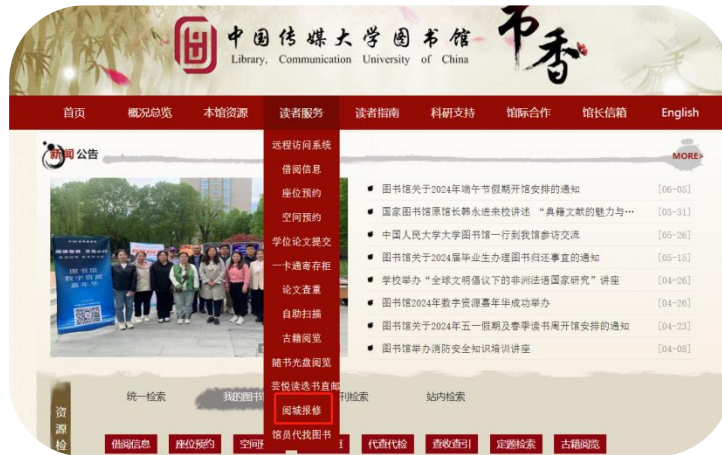 中国传媒大学图书馆
Library, Communication University of China
书香
首页 概况总览 本馆资源 读者服务 读者指南 科研支持 馆际合作 馆长信箱 English
新闻公告
MORE>
远程访问系统
借阅信息
座位预约
空间预约
学位论文提交
一卡通寄存柜
论文查重
自助扫描
古籍阅览
随书光盘阅览
芸悦读选书直邮
阅城报修
馆员代找图书
图书馆
数字资源
嘉年华
图书馆关于2024年端午节假期开馆安排的通知 [06-05]
国家图书馆原馆长韩永进来校讲述 “典籍文献的魅力与… [05-31]
中国人民大学图书馆一行到我馆参访交流 [05-26]
图书馆关于2024届毕业生办理图书归还事宜的通知 [05-15]
学校举办“全球文明倡议下的非洲法语国家研究”讲座 [04-26]
图书馆2024年数字资源嘉年华成功举办 [04-26]
图书馆关于2024年五一假期及春季读书周开馆安排的通知 [04-23]
图书馆举办消防安全知识培训讲座 [04-08]
资源检
统一检索 我的图书 刊检索 站内检索
借阅信息 座位预约 空间 代查代检 查收查引 定题检索 古籍阅览